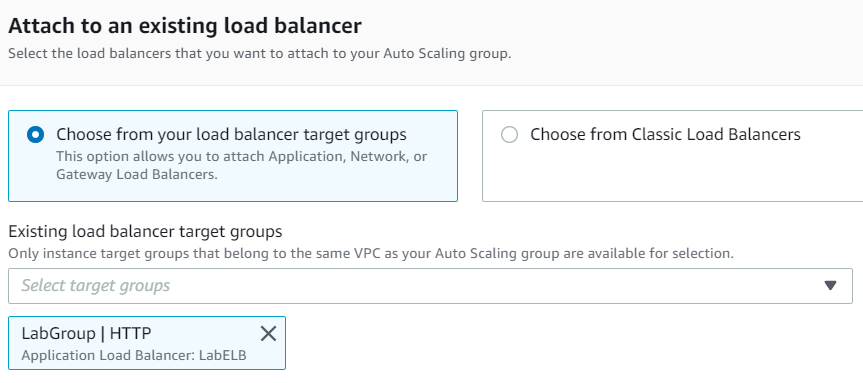 Attach to an existing load balancer
Select the load balancers that you want to attach to your Auto Scaling group.
Choose from your load balancer target groups
This option allows you to attach Application, Network, or
Gateway Load Balancers.
Choose from Classic Load Balancers
Existing load balancer target groups
Only instance target groups that belong to the same VPC as your Auto Scaling group are available for selection.
Select target groups
LabGroup | HTTP
Application Load Balancer: LabELB